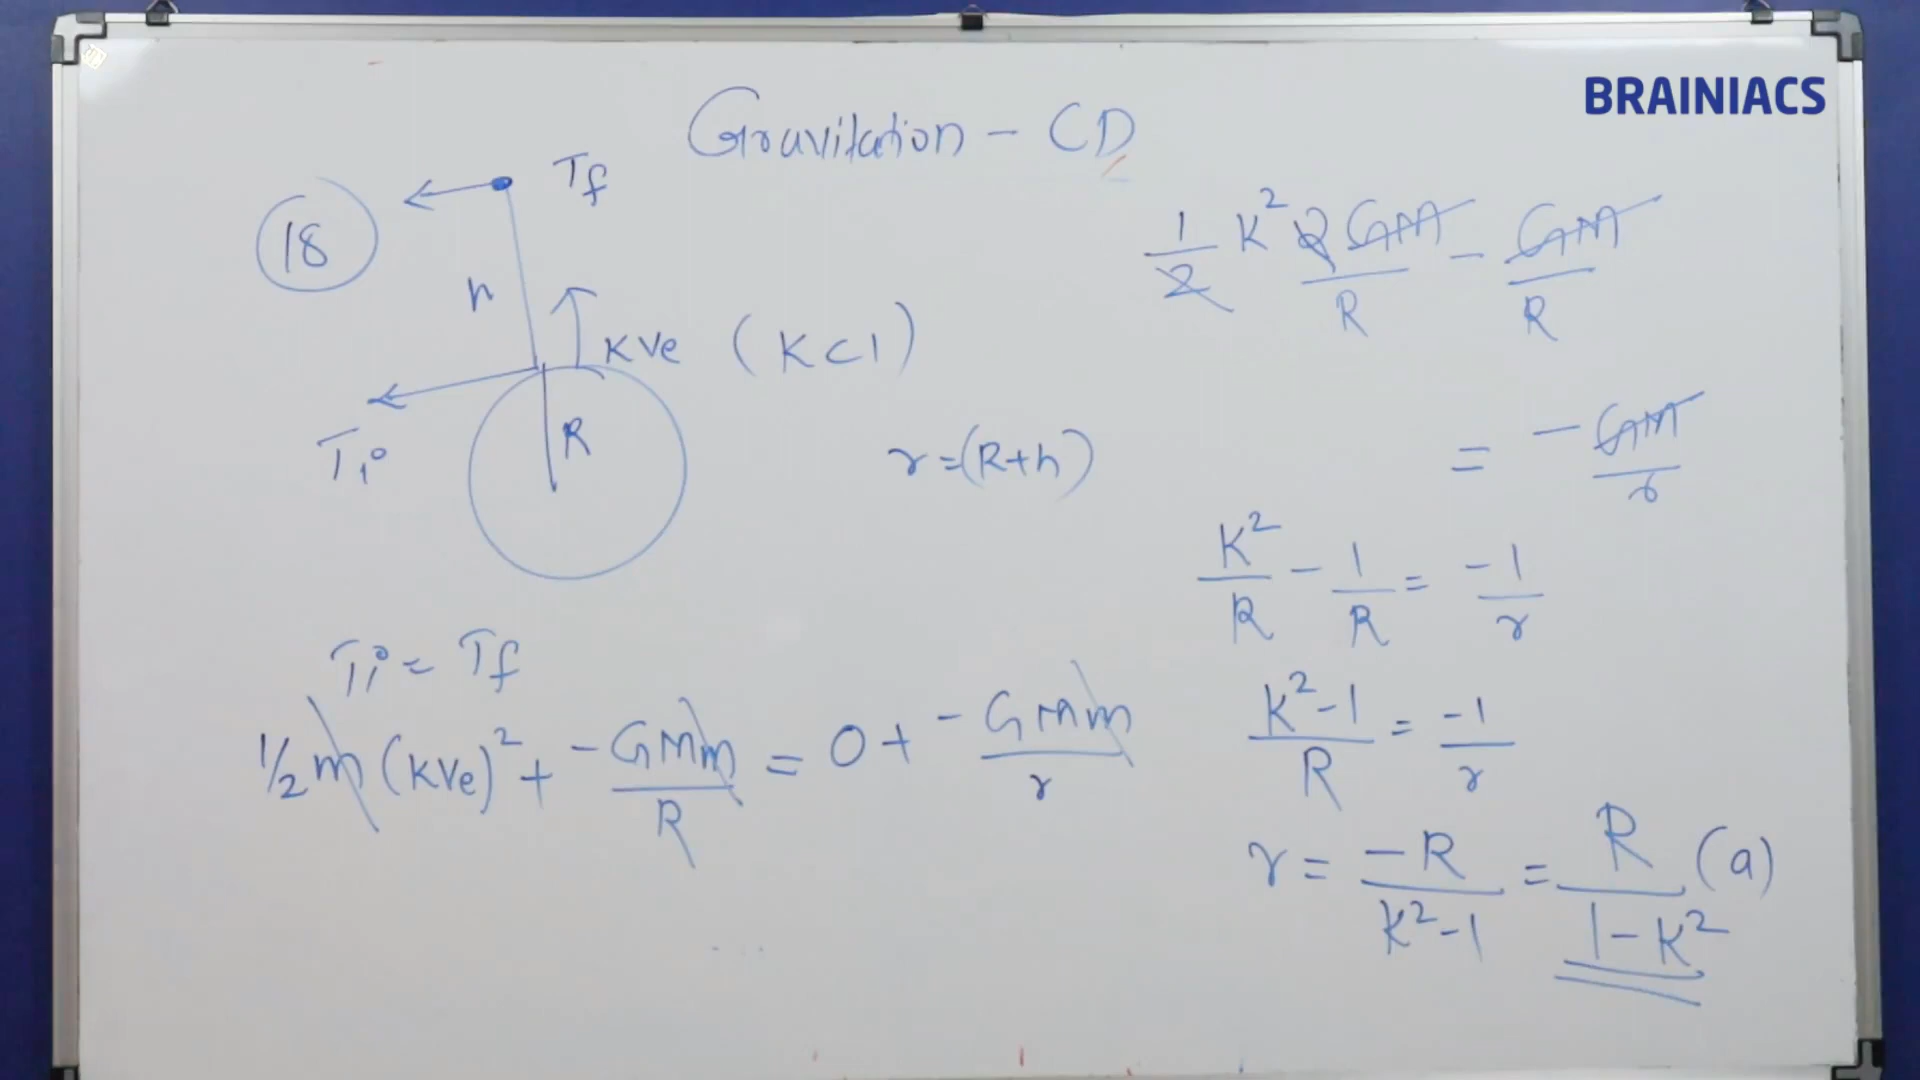 BRAINIACS
Gravitation - CD
18
Tf
h
KVe (K<1)
Ti
R
r=(R+h)
Ti = Tf
1/2 m (KVe)² + -GMm/R = 0 + -GMm/r
1/2 K² 2GM/R - GM/R
= -GM/r
K²/R - 1/R = -1/r
K²-1/R = -1/r
r = -R/K²-1 = R/1-K² (a)